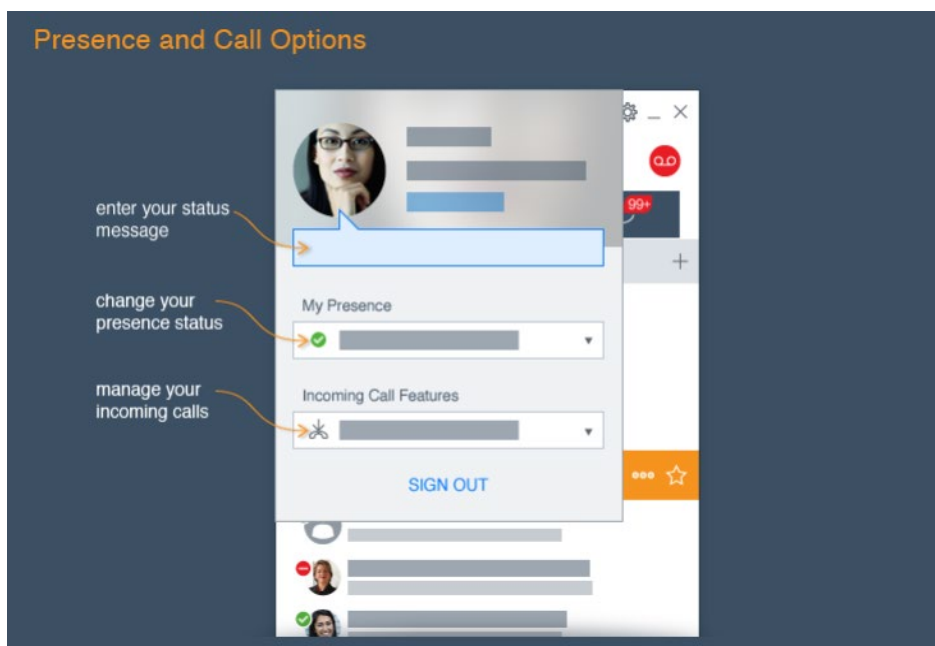 Presence and Call Options
99+
enter your status
message
change your
presence status
My Presence
manage your
incoming calls
Incoming Call Features
SIGN OUT